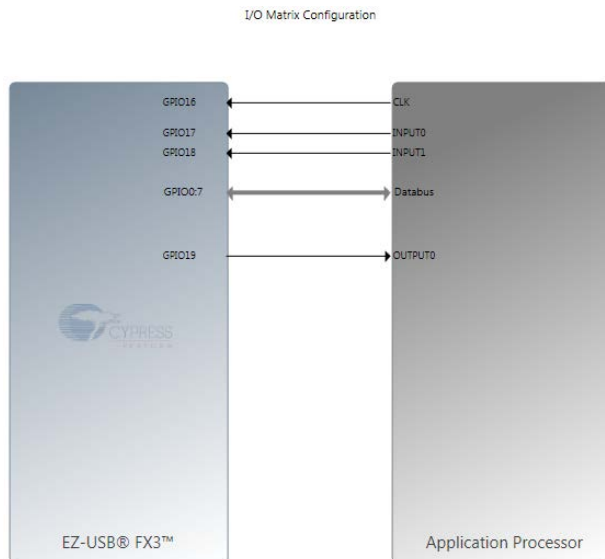 I/O Matrix Configuration
GPIO16 CLK
GPIO17 INPUT0
GPIO18 INPUT1
GPIO0:7 Databus
GPIO19 OUTPUT0
CYPRESS
PERFORM
EZ-USB® FX3™ Application Processor